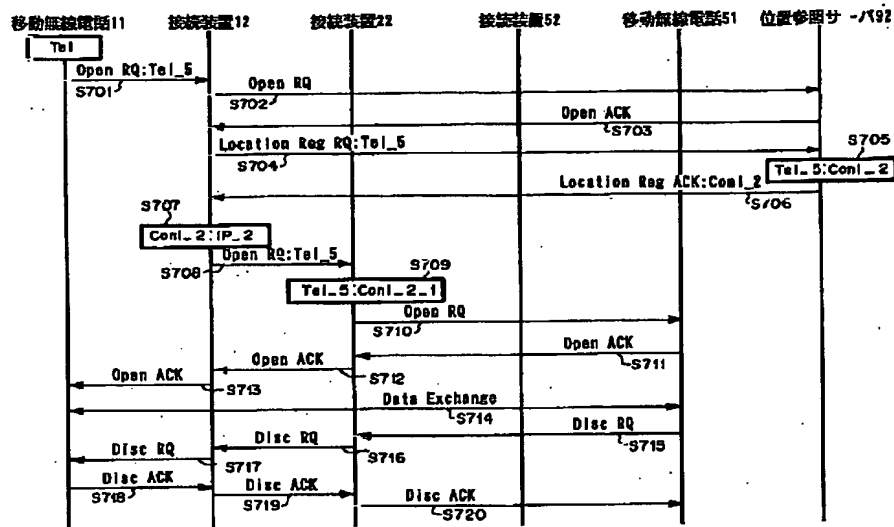 移動無線電話11 接続装置12 接続装置22 接続装置52 移動無線電話51 位置参照サーバ92
Tel
Open RQ:Tel_5
S701
Open RQ
S702
Open ACK
S703
Location Reg RQ:Tel_5
S704
S705
Tel_5:Coni_2
Location Reg ACK:Coni_2
S706
S707
Coni_2:IP_2
Open RQ:Tel_5
S708
S709
Tel_5:Coni_2_1
Open RQ
S710
Open ACK
S711
Open ACK
S712
Open ACK
S713
Data Exchange
S714
Disc RQ
S715
Disc RQ
S716
Disc RQ
S717
Disc ACK
S718
Disc ACK
S719
Disc ACK
S720